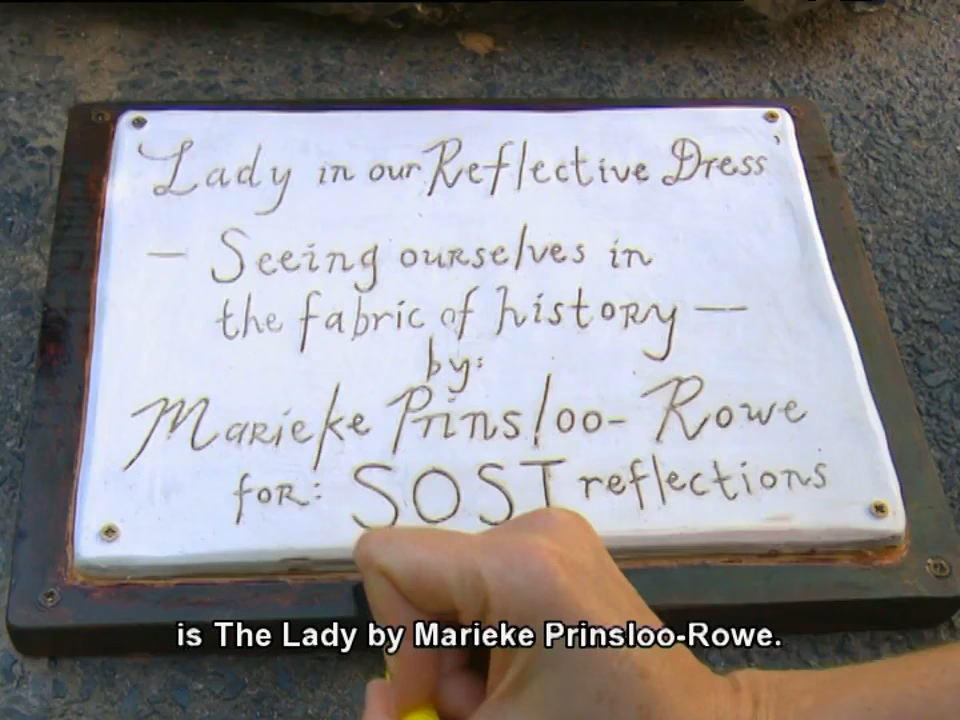 'Lady in our Reflective Dress'
— Seeing ourselves in
the fabric of history —
by:
Marieke Prinsloo-Rowe
for: SOST reflections
is The Lady by Marieke Prinsloo-Rowe.